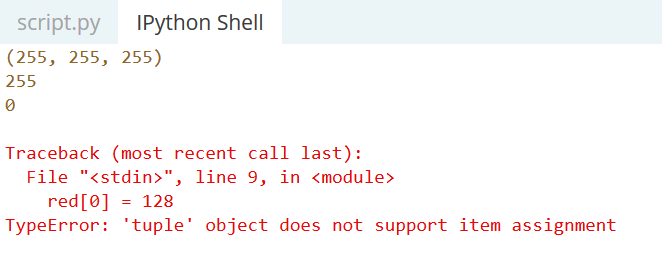 script.py IPython Shell
(255, 255, 255)
255
0
Traceback (most recent call last):
  File "<stdin>", line 9, in <module>
    red[0] = 128
TypeError: 'tuple' object does not support item assignment